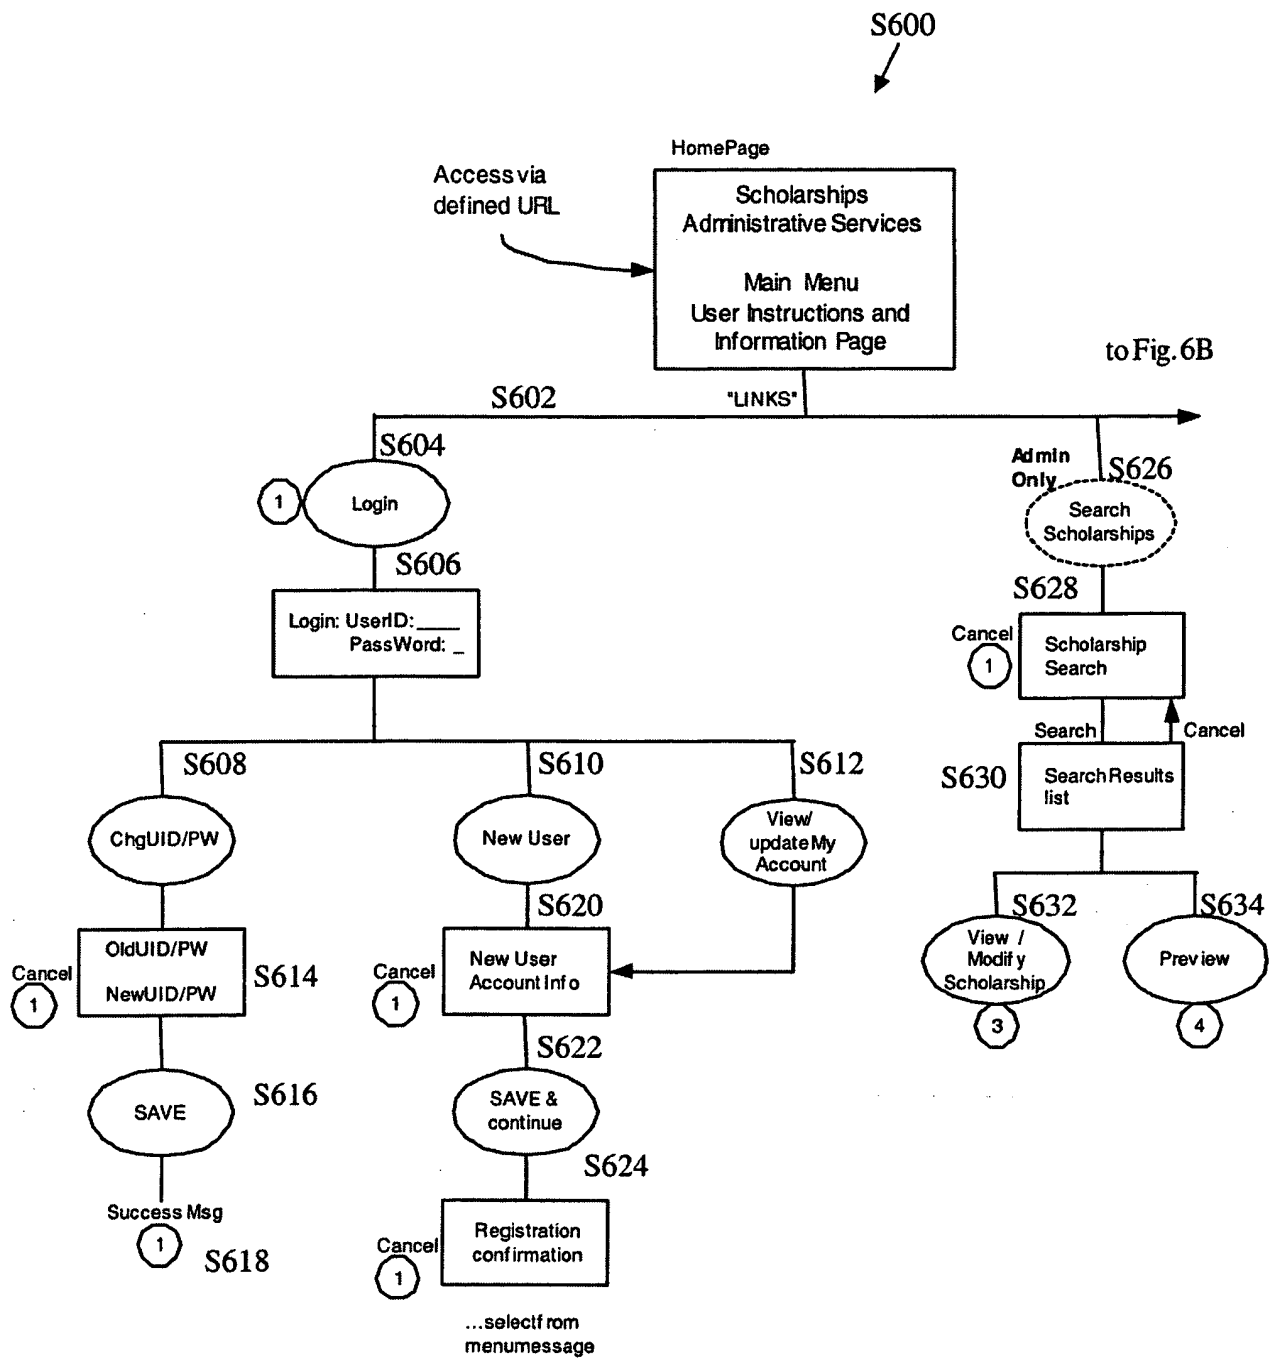 S600
HomePage
Access via
defined URL
Scholarships
Administrative Services
Main Menu
User Instructions and
Information Page
to Fig. 6B
S602
"LINKS"
S604
1
Login
Admin
Only
S626
Search
Scholarships
S606
Login: UserID: ____
PassWord: _
S628
Cancel
1
Scholarship
Search
Search
Cancel
S630
Search Results
list
S608
S610
S612
ChgUID/PW
New User
View/
update My
Account
S632
S634
View /
Modify
Scholarship
3
Preview
4
S620
OldUID/PW
NewUID/PW
Cancel
1
S614
New User
Account Info
Cancel
1
S622
SAVE
S616
SAVE &
continue
S624
Success Msg
1
S618
Registration
confirmation
Cancel
1
...select from
menu message